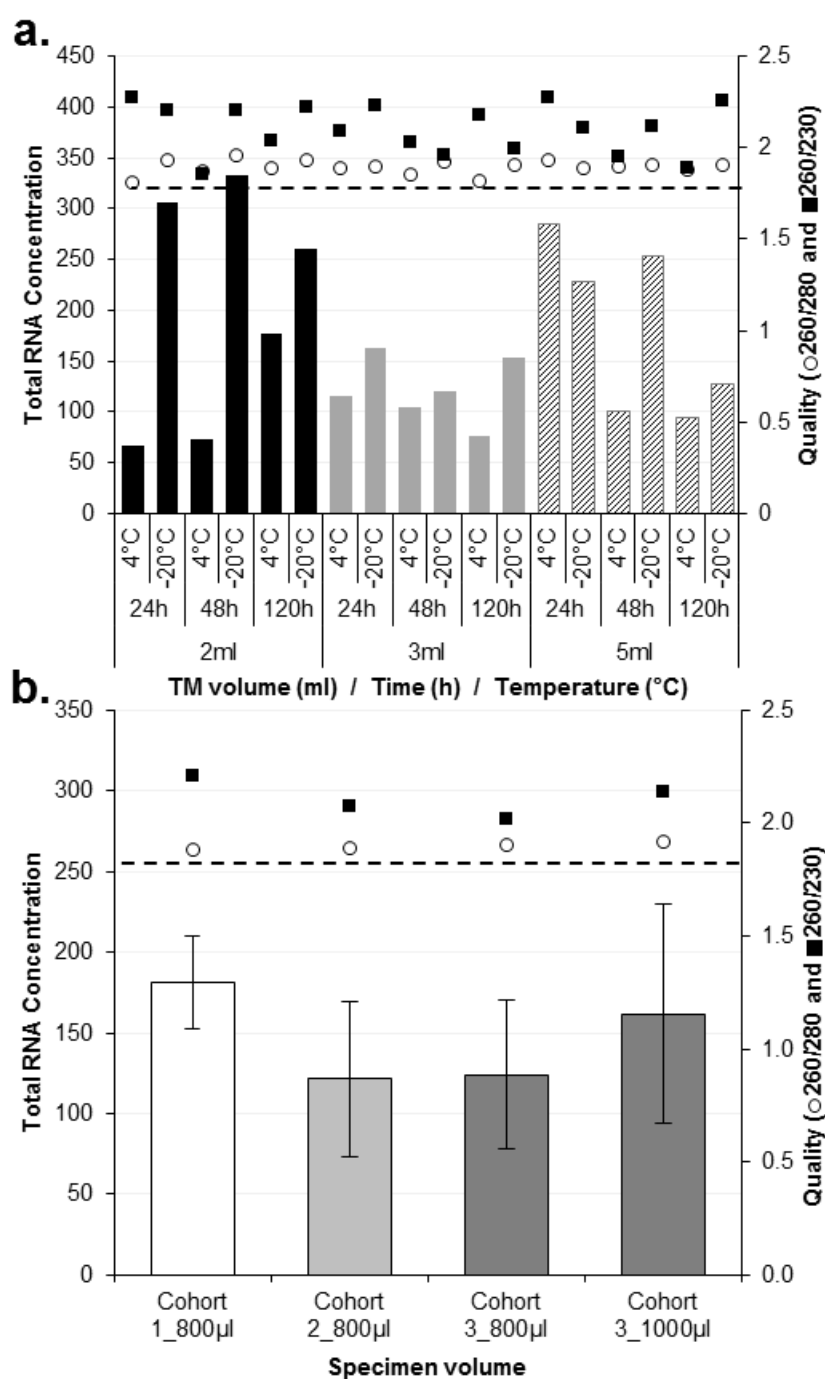 a.
450
400
350
300
250
200
150
100
50
0
Total RNA Concentration
2.5
2
1.5
1
0.5
0
Quality (○260/280 and ■260/230)
4°C -20°C 4°C -20°C 4°C -20°C 4°C -20°C 4°C -20°C 4°C -20°C 4°C -20°C 4°C -20°C 4°C -20°C
24h 48h 120h 24h 48h 120h 24h 48h 120h
2ml 3ml 5ml
TM volume (ml) / Time (h) / Temperature (°C)
b.
350
300
250
200
150
100
50
0
Total RNA Concentration
2.5
2.0
1.5
1.0
0.5
0.0
Quality (○260/280 and ■260/230)
Cohort Cohort Cohort Cohort
1_800µl 2_800µl 3_800µl 3_1000µl
Specimen volume